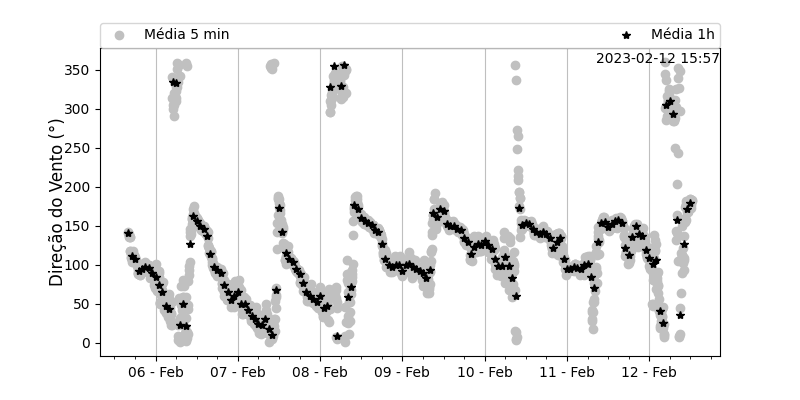 Média 5 min
Média 1h
2023-02-12 15:57
Direção do Vento (°)
350
300
250
200
150
100
50
0
06 - Feb
07 - Feb
08 - Feb
09 - Feb
10 - Feb
11 - Feb
12 - Feb